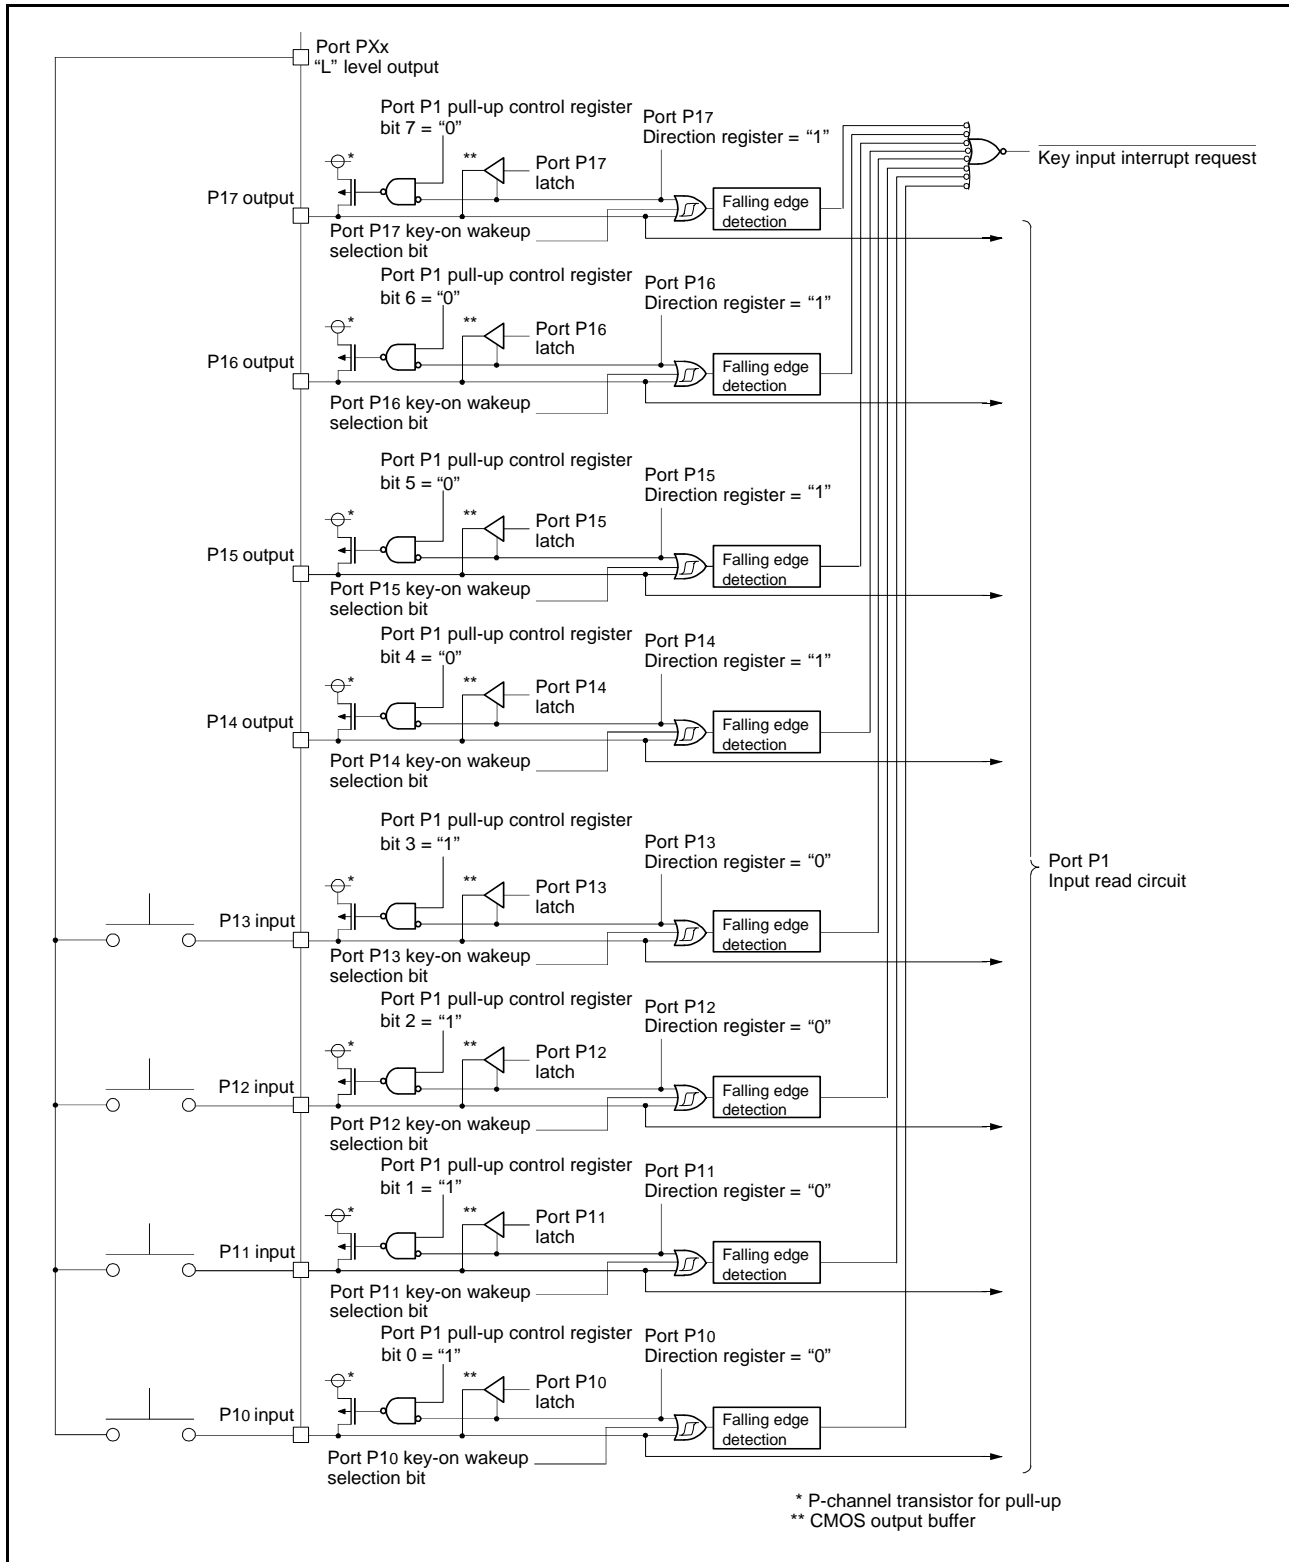 Port PXx
“L” level output
Port P1 pull-up control register
bit 7 = “0”
Port P17
Direction register = “1”
*
**
Port P17
latch
Key input interrupt request
P17 output
Falling edge
detection
Port P17 key-on wakeup
selection bit
Port P1 pull-up control register
bit 6 = “0”
Port P16
Direction register = “1”
*
**
Port P16
latch
P16 output
Falling edge
detection
Port P16 key-on wakeup
selection bit
Port P1 pull-up control register
bit 5 = “0”
Port P15
Direction register = “1”
*
**
Port P15
latch
P15 output
Falling edge
detection
Port P15 key-on wakeup
selection bit
Port P1 pull-up control register
bit 4 = “0”
Port P14
Direction register = “1”
*
**
Port P14
latch
P14 output
Falling edge
detection
Port P14 key-on wakeup
selection bit
Port P1 pull-up control register
bit 3 = “1”
Port P13
Direction register = “0”
Port P1
Input read circuit
*
**
Port P13
latch
P13 input
Falling edge
detection
Port P13 key-on wakeup
selection bit
Port P1 pull-up control register
bit 2 = “1”
Port P12
Direction register = “0”
*
**
Port P12
latch
P12 input
Falling edge
detection
Port P12 key-on wakeup
selection bit
Port P1 pull-up control register
bit 1 = “1”
Port P11
Direction register = “0”
*
**
Port P11
latch
P11 input
Falling edge
detection
Port P11 key-on wakeup
selection bit
Port P1 pull-up control register
bit 0 = “1”
Port P10
Direction register = “0”
*
**
Port P10
latch
P10 input
Falling edge
detection
Port P10 key-on wakeup
selection bit
* P-channel transistor for pull-up
** CMOS output buffer